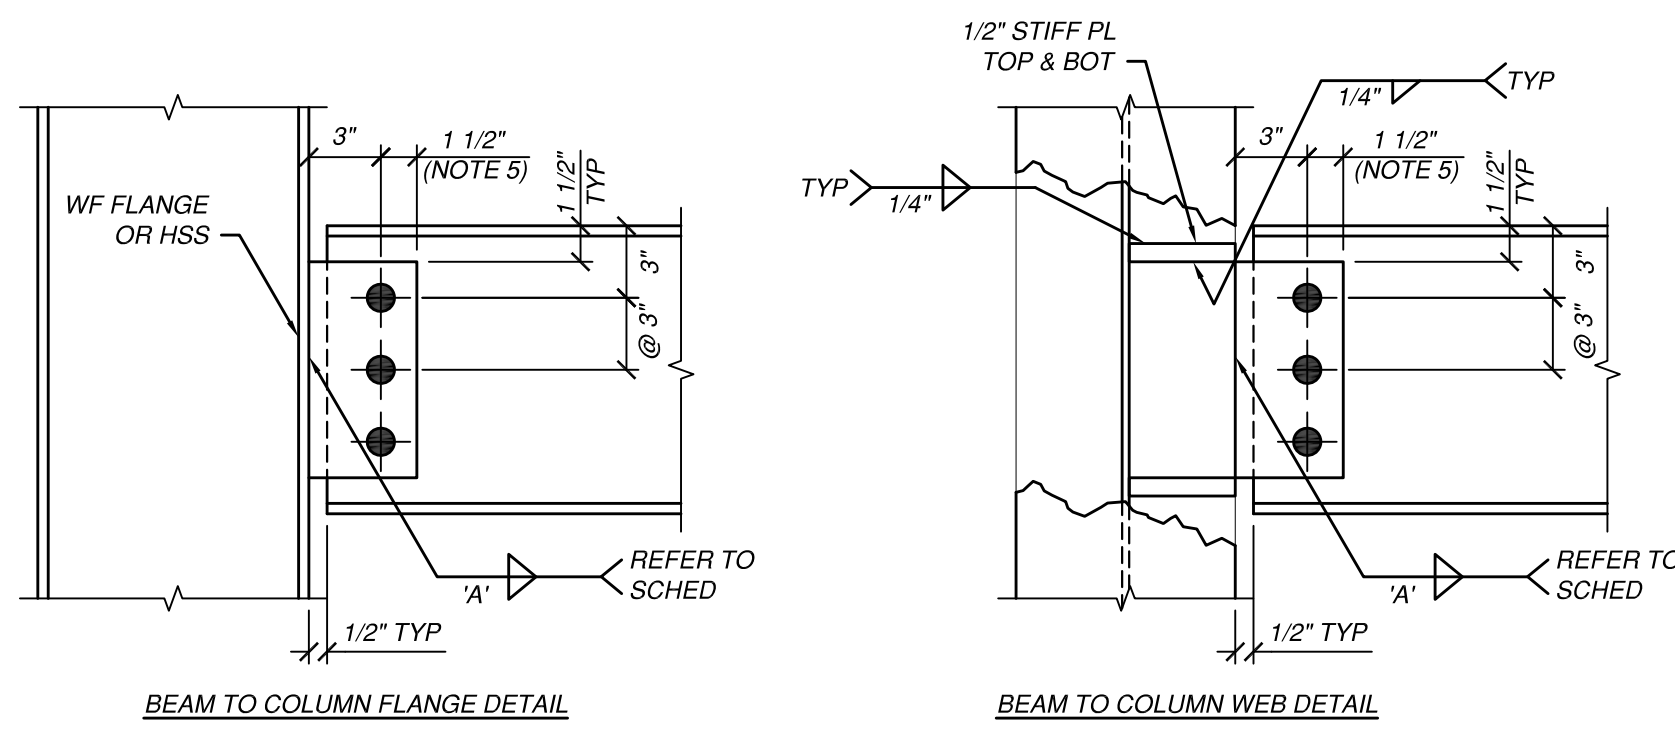 3"
1 1/2"
(NOTE 5)
1 1/2"
TYP
WF FLANGE
OR HSS
3"
@ 3"
'A'
REFER TO
SCHED
1/2" TYP
BEAM TO COLUMN FLANGE DETAIL
1/2" STIFF PL
TOP & BOT
1/4"
TYP
TYP
1/4"
3"
1 1/2"
(NOTE 5)
1 1/2"
TYP
3"
@ 3"
'A'
REFER TO
SCHED
1/2" TYP
BEAM TO COLUMN WEB DETAIL